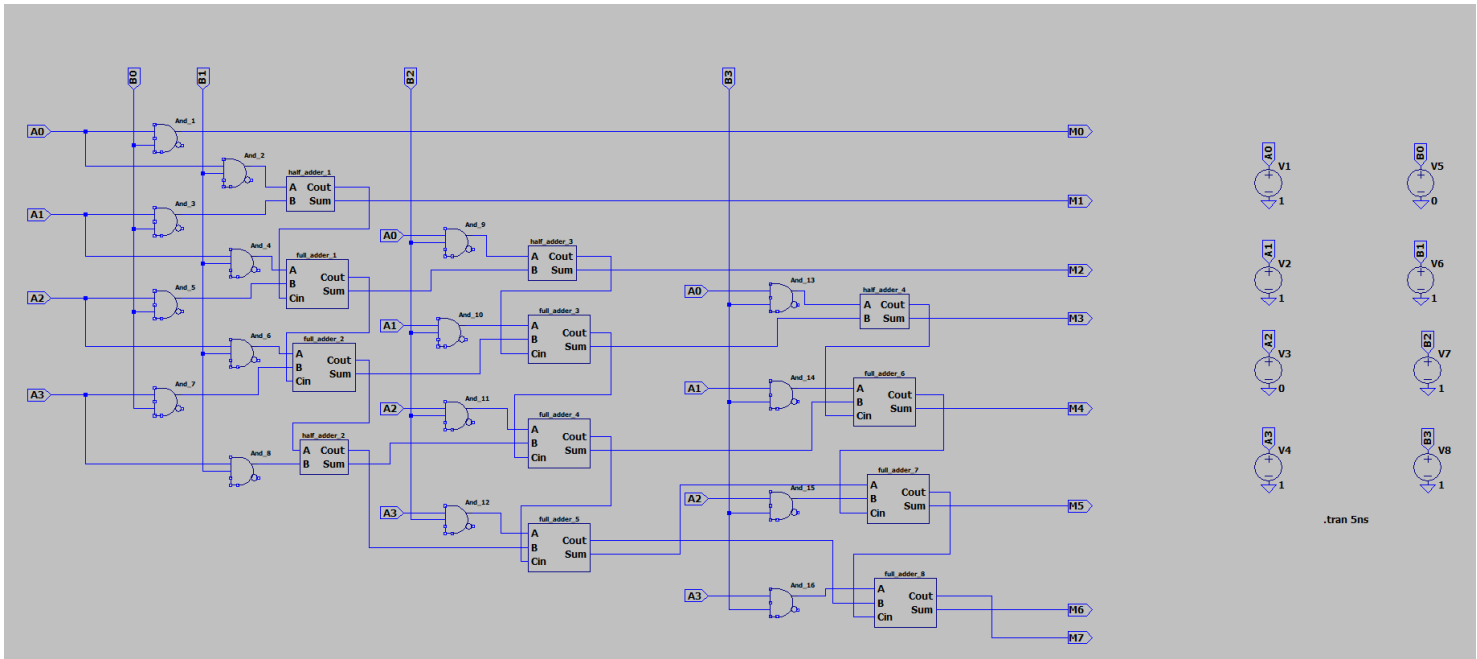 B0
B1
B2
B3
A0
And_1
M0
And_2
half_adder_1
A Cout
B Sum
M1
A1
And_3
And_4
full_adder_1
A
B
Cin
Cout
Sum
A0
And_9
half_adder_3
A Cout
B Sum
M2
A2
And_5
And_6
full_adder_2
A
B
Cin
Cout
Sum
A1
And_10
full_adder_3
A
B
Cin
Cout
Sum
A0
And_13
half_adder_4
A Cout
B Sum
M3
A3
And_7
And_8
half_adder_2
A Cout
B Sum
A2
And_11
full_adder_4
A
B
Cin
Cout
Sum
A1
And_14
full_adder_6
A
B
Cin
Cout
Sum
M4
A3
And_12
full_adder_5
A
B
Cin
Cout
Sum
A2
And_15
full_adder_7
A
B
Cin
Cout
Sum
M5
A3
And_16
full_adder_8
A
B
Cin
Cout
Sum
M6
M7
A0
V1
1
B0
V5
0
A1
V2
1
B1
V6
1
A2
V3
0
B2
V7
1
A3
V4
1
B3
V8
1
.tran 5ns